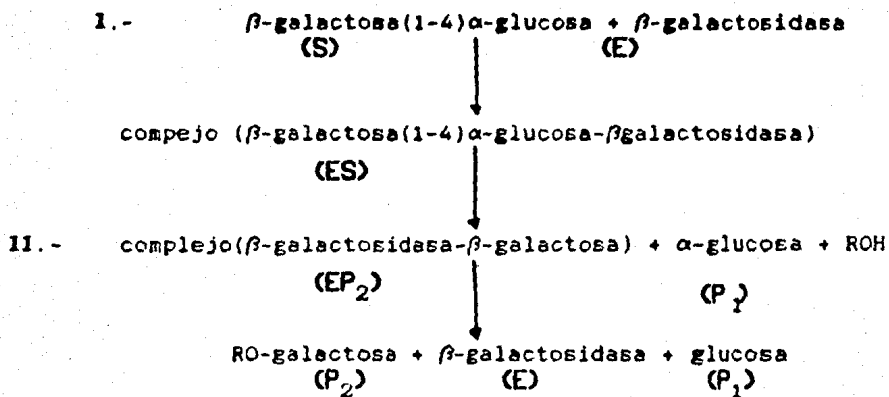 I.- β-galactosa(1-4)α-glucosa + β-galactosidasa
(S) (E)
compejo (β-galactosa(1-4)α-glucosa-βgalactosidasa)
(ES)
II.- complejo(β-galactosidasa-β-galactosa) + α-glucosa + ROH
(EP₂) (P₁)
RO-galactosa + β-galactosidasa + glucosa
(P₂) (E) (P₁)